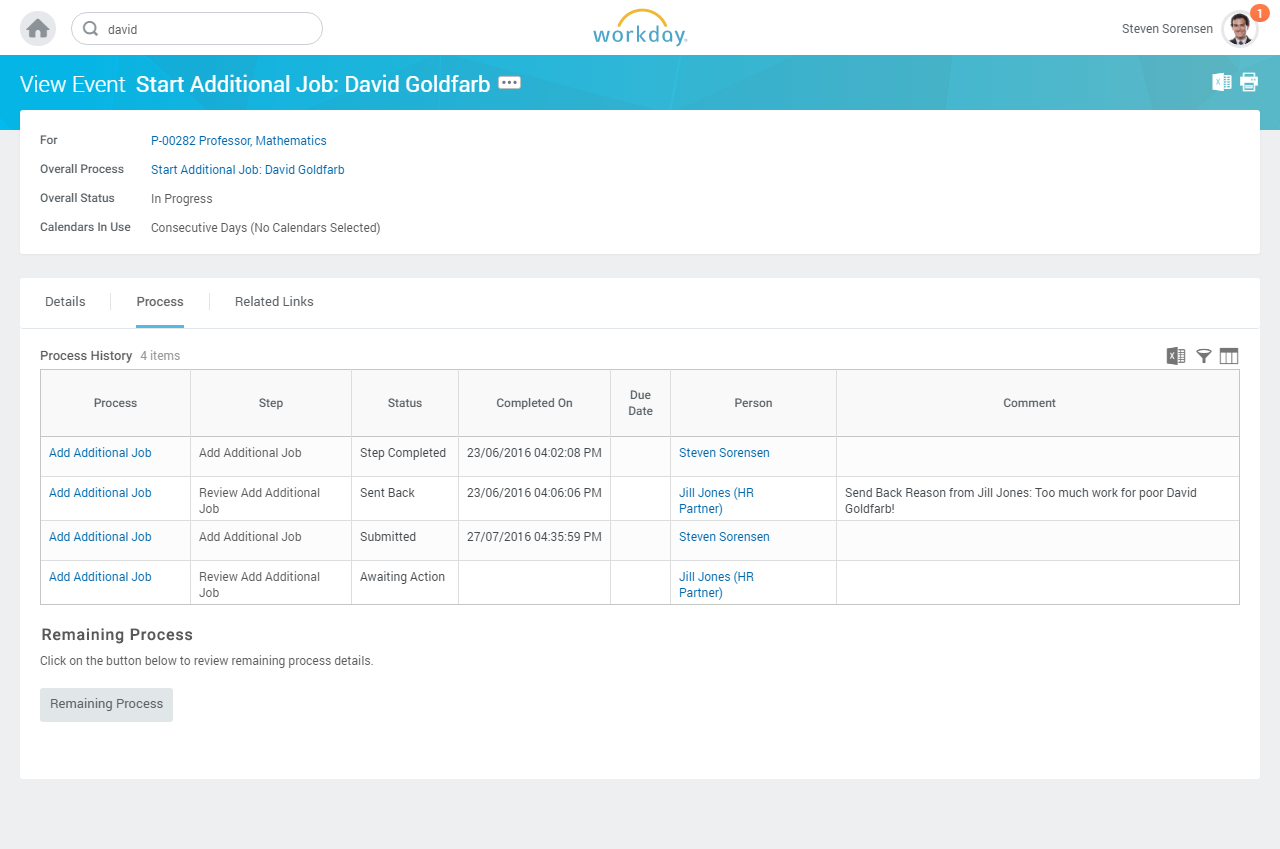 david
workday.
Steven Sorensen
1
View Event Start Additional Job: David Goldfarb
For P-00282 Professor, Mathematics
Overall Process Start Additional Job: David Goldfarb
Overall Status In Progress
Calendars In Use Consecutive Days (No Calendars Selected)
Details Process Related Links
Process History 4 items
Process Step Status Completed On Due Date Person Comment
Add Additional Job Add Additional Job Step Completed 23/06/2016 04:02:08 PM Steven Sorensen
Add Additional Job Review Add Additional Job Sent Back 23/06/2016 04:06:06 PM Jill Jones (HR Partner) Send Back Reason from Jill Jones: Too much work for poor David Goldfarb!
Add Additional Job Add Additional Job Submitted 27/07/2016 04:35:59 PM Steven Sorensen
Add Additional Job Review Add Additional Job Awaiting Action Jill Jones (HR Partner)
Remaining Process
Click on the button below to review remaining process details.
Remaining Process